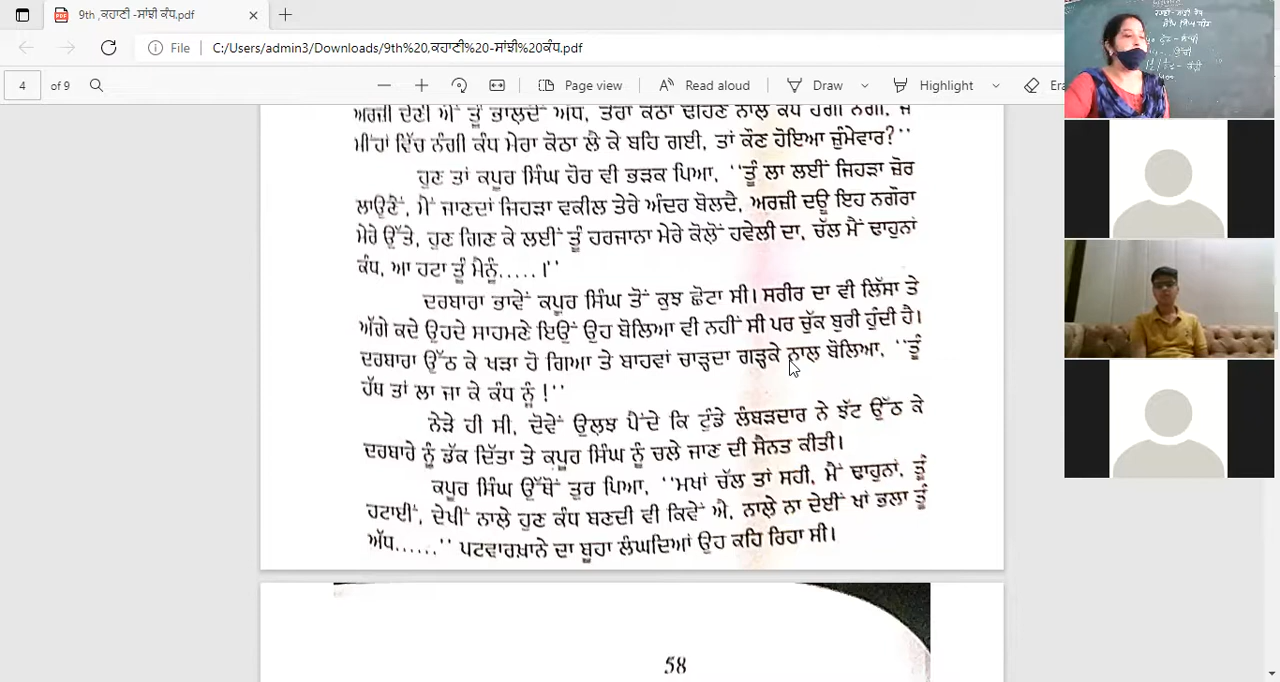 9th ,ਕਹਾਣੀ -ਸਾਂਝੀ ਕੰਧ.pdf
File
C:/Users/admin3/Downloads/9th%20,ਕਹਾਣੀ%20-ਸਾਂਝੀ%20ਕੰਧ.pdf
4 of 9
Page view
Read aloud
Draw
Highlight
Era
ਅਰਜ਼ੀ ਦੇਣੀ ਐਂ ਤੂੰ ਭਾਲਦੋਂ ਅੱਧ, ਤੇਰਾ ਕੋਠਾ ਢਾਹਣ ਨਾਲ ਕੰਧ ਹੋਗੀ ਨੰਗੀ, ਜੇ
ਮੀਂਹਾਂ ਵਿੱਚ ਨੰਗੀ ਕੰਧ ਮੇਰਾ ਕੋਠਾ ਲੈ ਕੇ ਬਹਿ ਗਈ, ਤਾਂ ਕੌਣ ਹੋਇਆ ਜ਼ੁੰਮੇਵਾਰ?''
ਹੁਣ ਤਾਂ ਕਪੂਰ ਸਿੰਘ ਹੋਰ ਵੀ ਭੜਕ ਪਿਆ, ''ਤੂੰ ਲਾ ਲਈਂ ਜਿਹੜਾ ਜ਼ੋਰ
ਲਾਉਣੈਂ, ਮੈਂ ਜਾਣਦਾਂ ਜਿਹੜਾ ਵਕੀਲ ਤੇਰੇ ਅੰਦਰ ਬੋਲਦੈ, ਅਰਜ਼ੀ ਦਊ ਇਹ ਨਗੌਰਾ
ਮੇਰੇ ਉੱਤੇ, ਹੁਣ ਗਿਣ ਕੇ ਲਈਂ ਤੂੰ ਹਰਜਾਨਾ ਮੇਰੇ ਕੋਲੋਂ ਹਵੇਲੀ ਦਾ, ਚੱਲ ਮੈਂ ਢਾਹੁਨਾਂ
ਕੰਧ, ਆ ਹਟਾ ਤੂੰ ਮੈਨੂੰ.....।''
ਦਰਬਾਰਾ ਭਾਵੇਂ ਕਪੂਰ ਸਿੰਘ ਤੋਂ ਕੁਝ ਛੋਟਾ ਸੀ। ਸਰੀਰ ਦਾ ਵੀ ਲਿੱਸਾ ਤੇ
ਅੱਗੇ ਕਦੇ ਉਹਦੇ ਸਾਹਮਣੇ ਇਉਂ ਉਹ ਬੋਲਿਆ ਵੀ ਨਹੀਂ ਸੀ ਪਰ ਚੁੱਕ ਬੁਰੀ ਹੁੰਦੀ ਹੈ।
ਦਰਬਾਰਾ ਉੱਠ ਕੇ ਖੜਾ ਹੋ ਗਿਆ ਤੇ ਬਾਹਵਾਂ ਚਾੜ੍ਹਦਾ ਗੜ੍ਹਕੇ ਨਾਲ ਬੋਲਿਆ, ''ਤੂੰ
ਹੱਥ ਤਾਂ ਲਾ ਜਾ ਕੇ ਕੰਧ ਨੂੰ !''
ਨੇੜੇ ਹੀ ਸੀ, ਦੋਵੇਂ ਉਲਝ ਪੈਂਦੇ ਕਿ ਟੁੰਡੇ ਲੰਬੜਦਾਰ ਨੇ ਝੱਟ ਉੱਠ ਕੇ
ਦਰਬਾਰੇ ਨੂੰ ਡੱਕ ਦਿੱਤਾ ਤੇ ਕਪੂਰ ਸਿੰਘ ਨੂੰ ਚਲੇ ਜਾਣ ਦੀ ਸੈਨਤ ਕੀਤੀ।
ਕਪੂਰ ਸਿੰਘ ਉੱਥੋਂ ਤੁਰ ਪਿਆ, ''ਮਖਾਂ ਚੱਲ ਤਾਂ ਸਹੀ, ਮੈਂ ਢਾਹੁਨਾਂ, ਤੂੰ
ਹਟਾਈਂ, ਦੇਖੀਂ ਨਾਲੇ ਹੁਣ ਕੰਧ ਬਣਦੀ ਵੀ ਕਿਵੇਂ ਐ, ਨਾਲੇ ਨਾ ਦੇਈਂ ਖਾਂ ਭਲਾ ਤੂੰ
ਅੱਧ......'' ਪਟਵਾਰਖ਼ਾਨੇ ਦਾ ਬੂਹਾ ਲੰਘਦਿਆਂ ਉਹ ਕਹਿ ਰਿਹਾ ਸੀ।
58